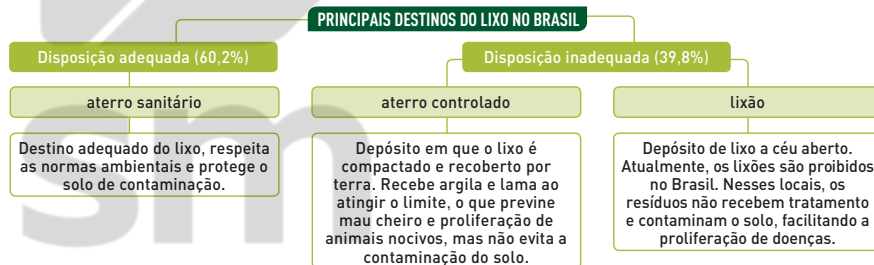 PRINCIPAIS DESTINOS DO LIXO NO BRASIL
Disposição adequada (60,2%)
Disposição inadequada (39,8%)
aterro sanitário
Destino adequado do lixo, respeita
as normas ambientais e protege o
solo de contaminação.
aterro controlado
Depósito em que o lixo é
compactado e recoberto por
terra. Recebe argila e lama ao
atingir o limite, o que previne
mau cheiro e proliferação de
animais nocivos, mas não evita a
contaminação do solo.
lixão
Depósito de lixo a céu aberto.
Atualmente, os lixões são proibidos
no Brasil. Nesses locais, os
resíduos não recebem tratamento
e contaminam o solo, facilitando a
proliferação de doenças.
sm